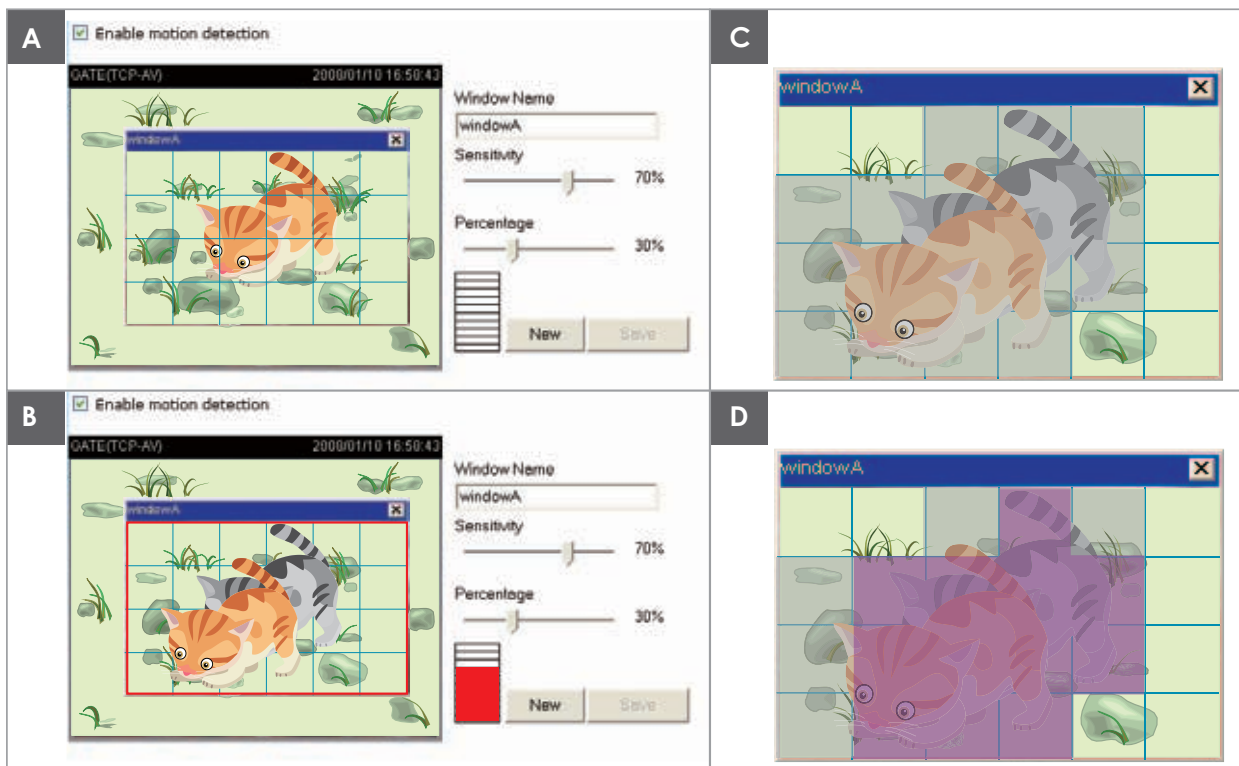 A
Enable motion detection
GATE(TCP-AV) 2008/01/10 16:50:43
windowA
Window Name
windowA
Sensitivity
70%
Percentage
30%
New Save
C
windowA
B
Enable motion detection
GATE(TCP-AV) 2008/01/10 16:50:43
windowA
Window Name
windowA
Sensitivity
70%
Percentage
30%
New Save
D
windowA